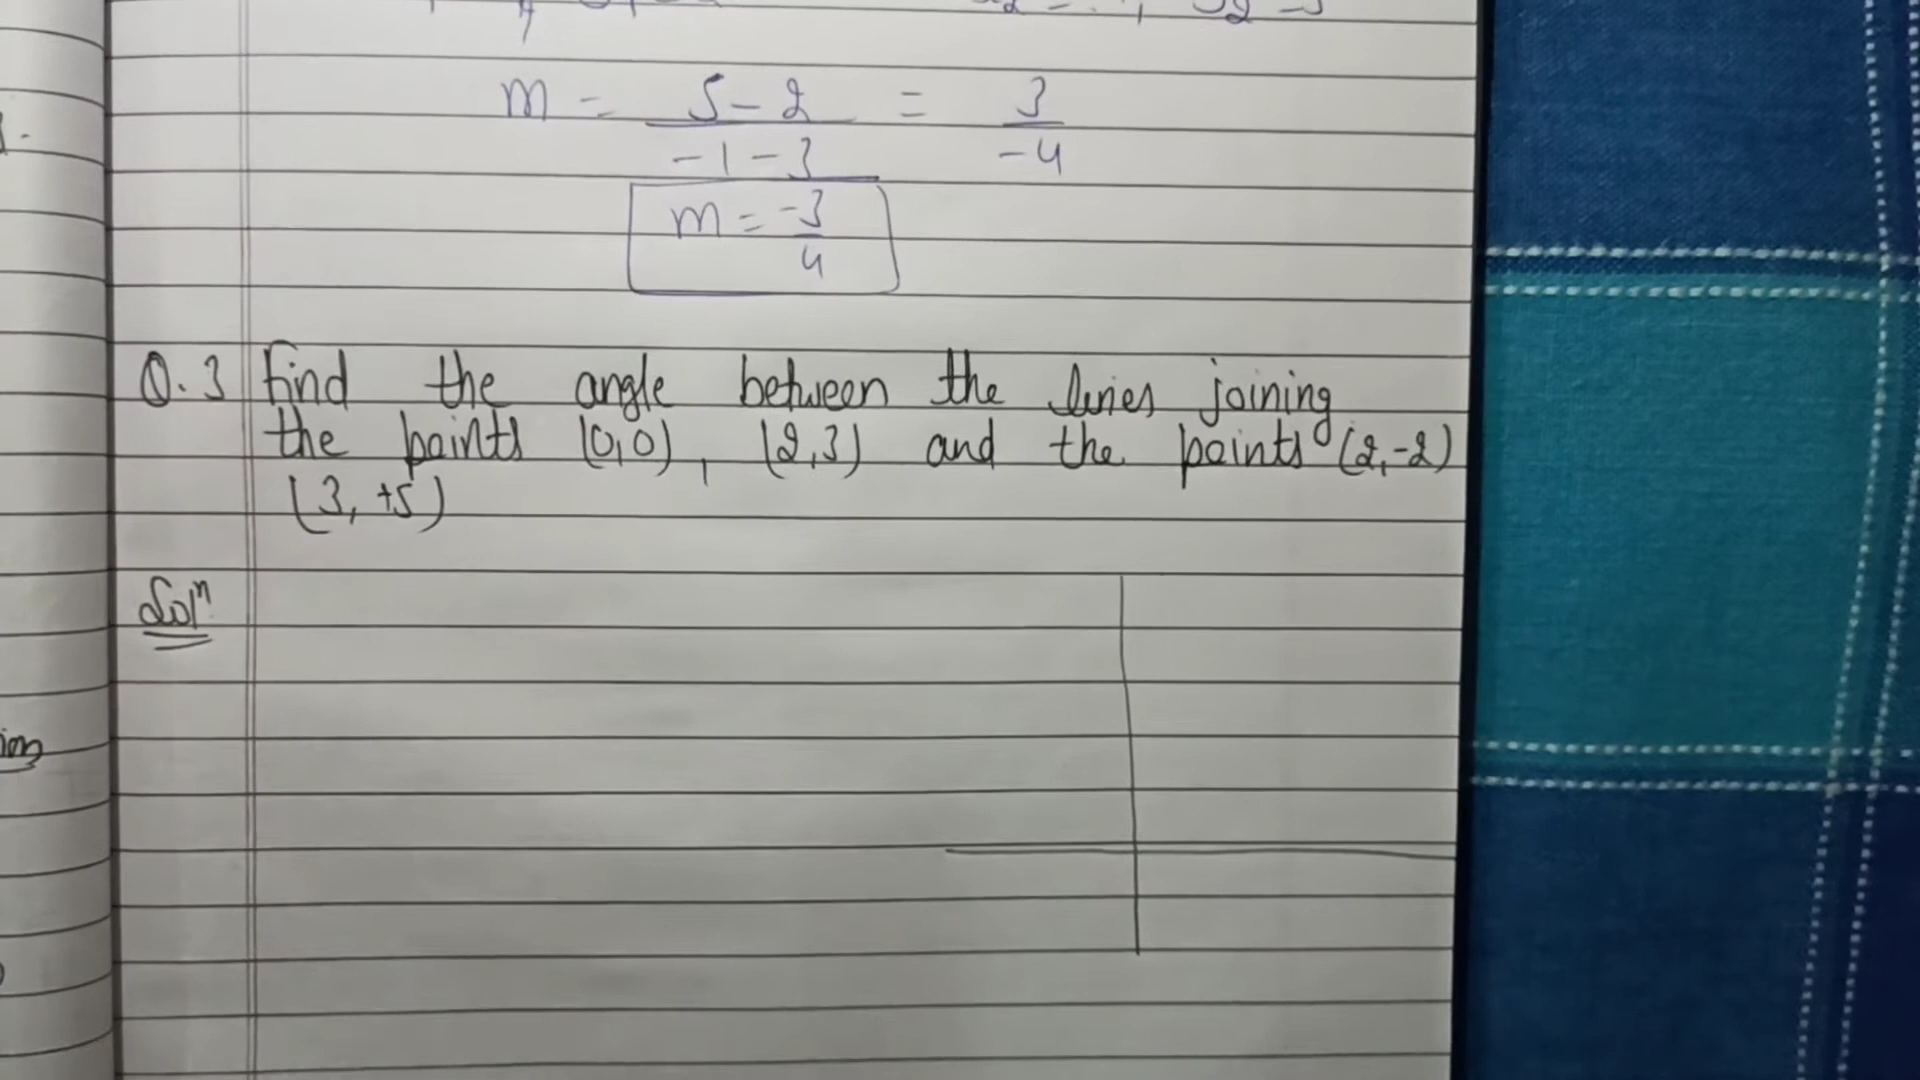 m = 5-2 = 3
-1-3 -4
m = -3
4
Q.3 find the angle between the lines joining
the points (0,0), (2,3) and the points (2,-2)
(3, +5)
Solⁿ